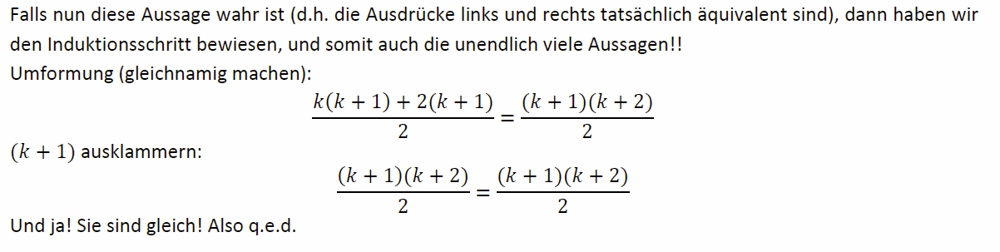 Falls nun diese Aussage wahr ist (d.h. die Ausdrücke links und rechts tatsächlich äquivalent sind), dann haben wir
den Induktionsschritt bewiesen, und somit auch die unendlich viele Aussagen!!
Umformung (gleichnamig machen):
\frac{k(k + 1) + 2(k + 1)}{2} = \frac{(k + 1)(k + 2)}{2}
(k + 1) ausklammern:
\frac{(k + 1)(k + 2)}{2} = \frac{(k + 1)(k + 2)}{2}
Und ja! Sie sind gleich! Also q.e.d.